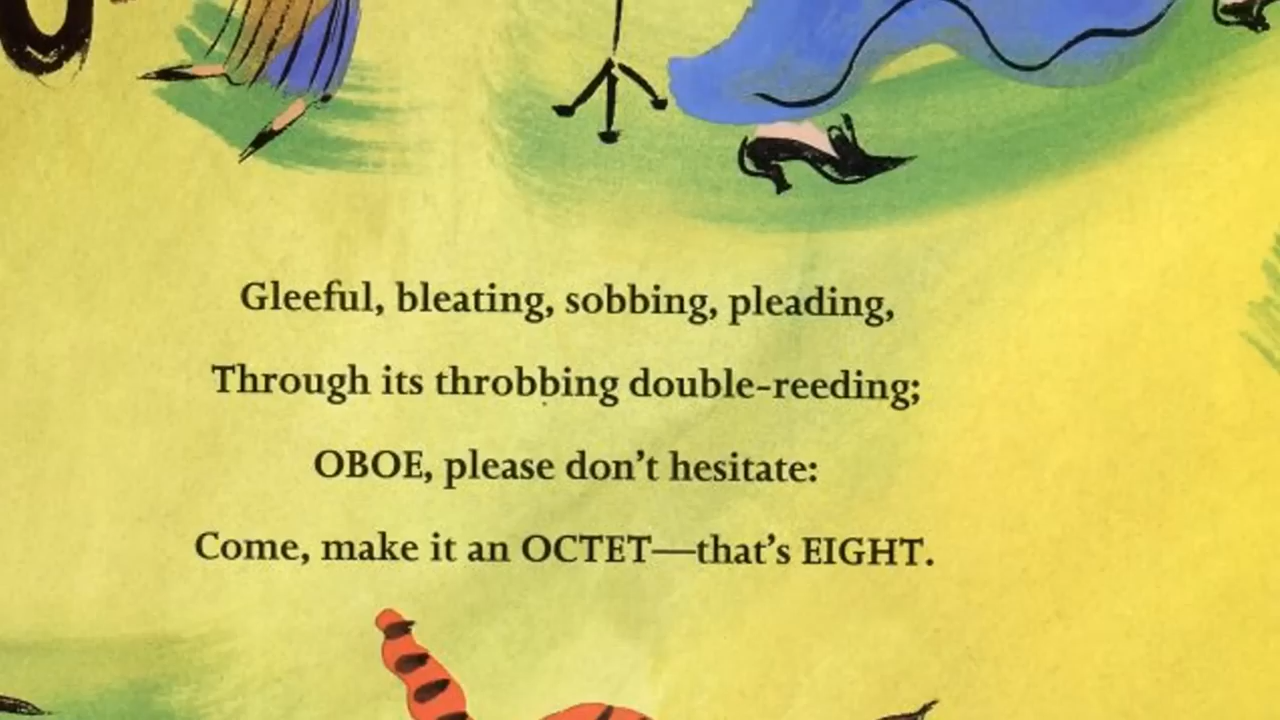 Gleeful, bleating, sobbing, pleading,
Through its throbbing double-reeding;
OBOE, please don't hesitate:
Come, make it an OCTET—that's EIGHT.